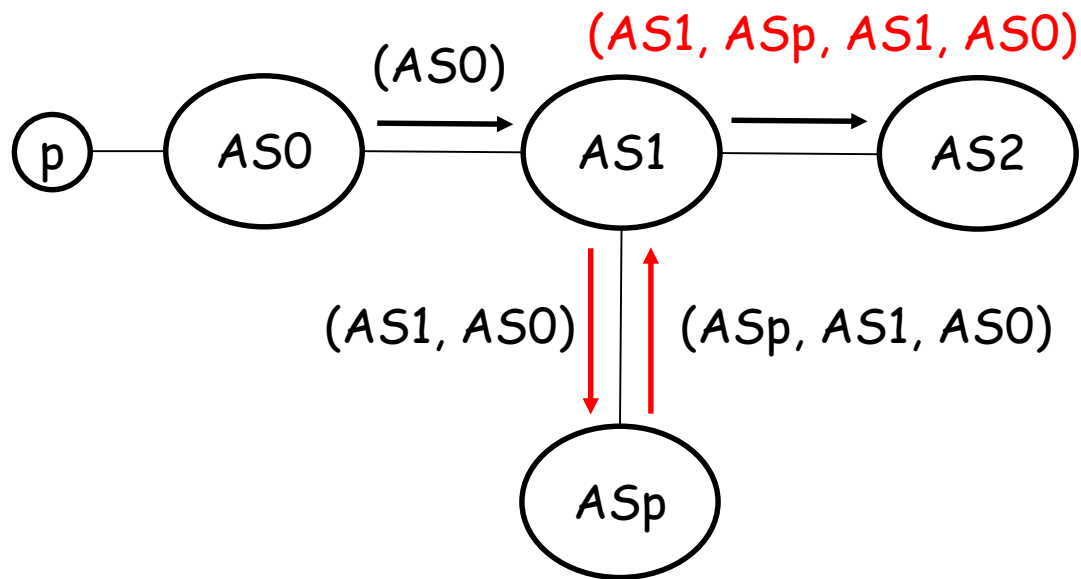 (AS1, ASp, AS1, AS0)
(AS0)
p
AS0
AS1
AS2
(AS1, AS0)
(ASp, AS1, AS0)
ASp